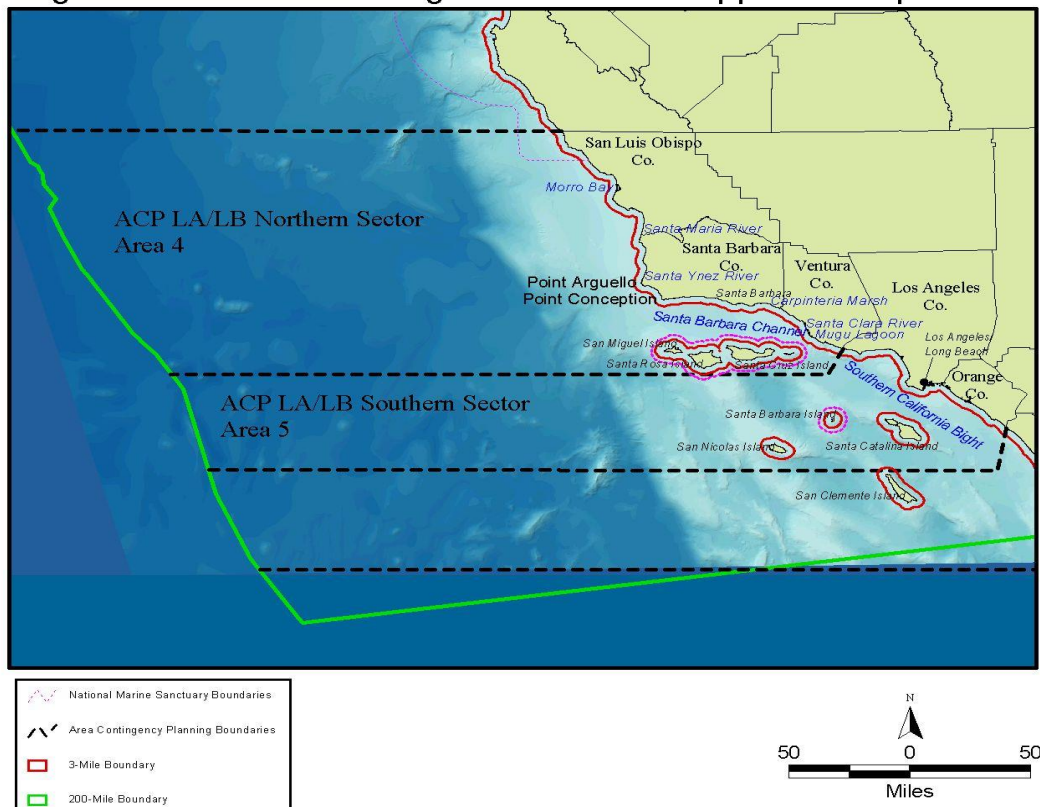 San Luis Obispo
Co.
Morro Bay
ACP LA/LB Northern Sector
Area 4
Santa Maria River
Santa Barbara
Co.
Ventura
Co.
Santa Ynez River
Point Arguello
Point Conception
Santa Barbara
Carpinteria Marsh
Los Angeles
Co.
Santa Barbara Channel
Santa Clara River
Mugu Lagoon
Los Angeles/
Long Beach
San Miguel Island
Santa Rosa Island
Santa Cruz Island
Orange
Co.
Southern California Bight
ACP LA/LB Southern Sector
Area 5
Santa Barbara Island
San Nicolas Island
Santa Catalina Island
San Clemente Island
National Marine Sanctuary Boundaries
Area Contingency Planning Boundaries
3-Mile Boundary
200-Mile Boundary
N
50 0 50
Miles